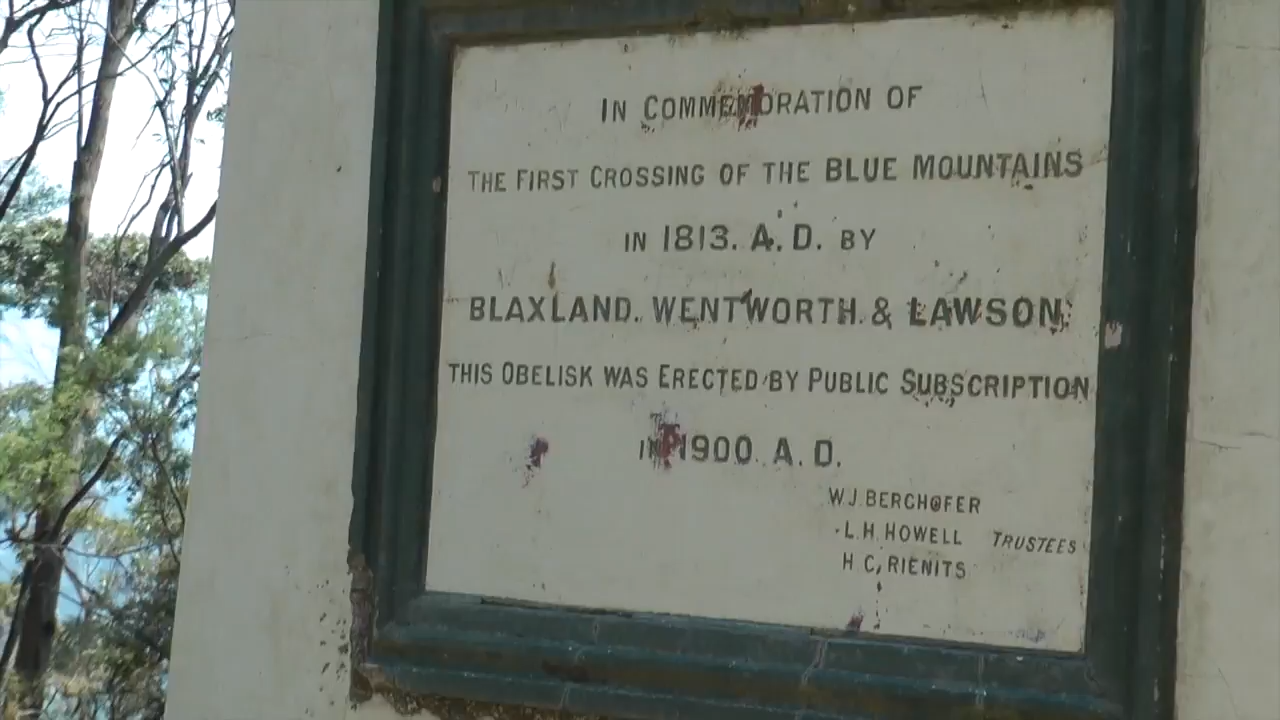 IN COMMEMORATION OF
THE FIRST CROSSING OF THE BLUE MOUNTAINS
IN 1813. A. D. BY
BLAXLAND. WENTWORTH. & LAWSON.
THIS OBELISK WAS ERECTED BY PUBLIC SUBSCRIPTION
IN 1900. A. D.
W. J. BERGHOFER
L. H. HOWELL TRUSTEES
H. C. RIENITS